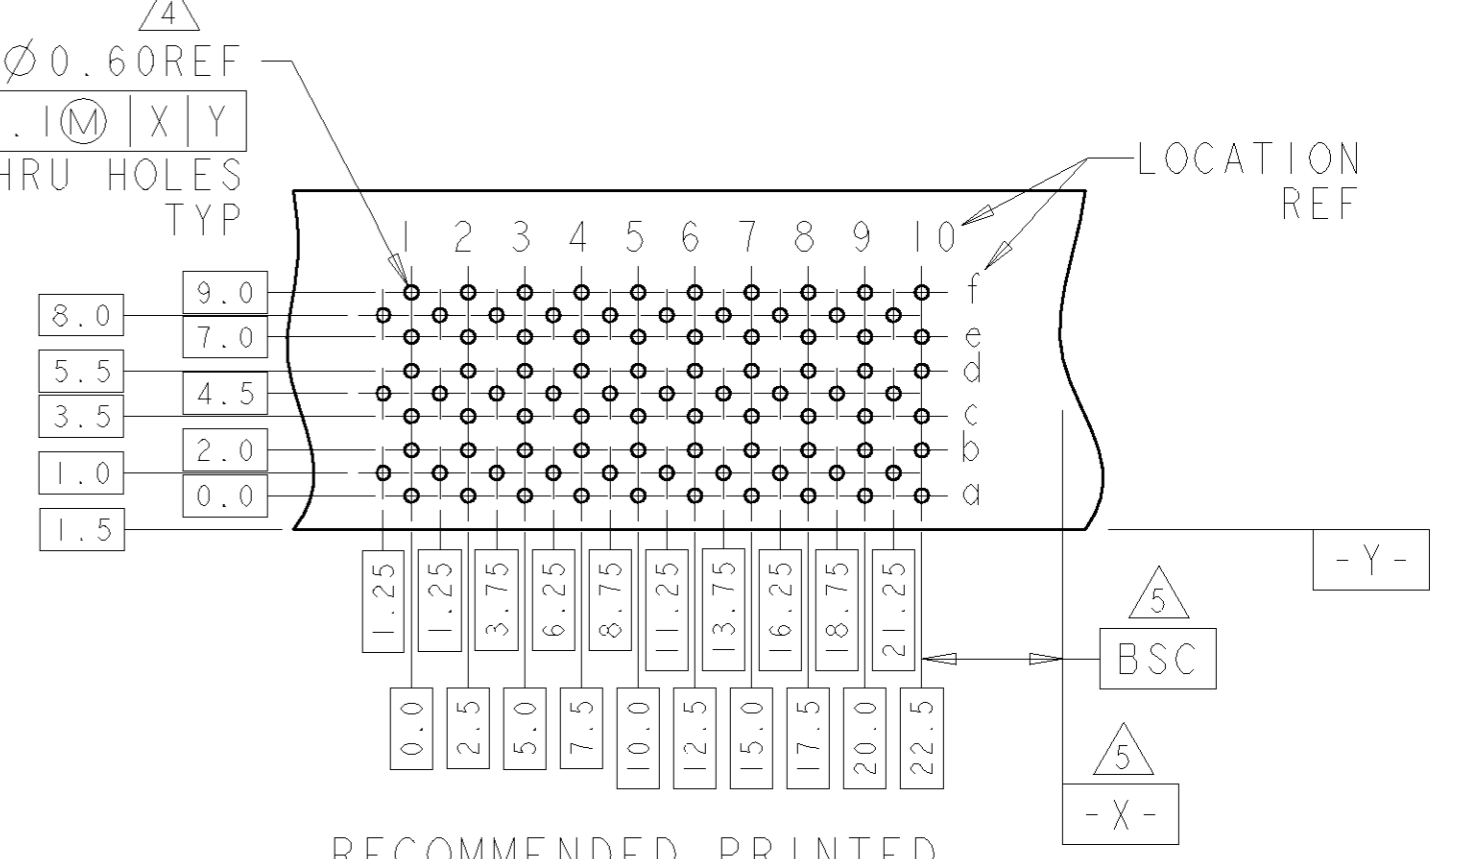 4
Ø0.60REF
.1Ⓜ X Y
HRU HOLES
TYP
LOCATION
REF
1 2 3 4 5 6 7 8 9 10
9.0 f
8.0
7.0 e
5.5 d
4.5
3.5 c
2.0 b
1.0
0.0 a
1.5
-Y-
1.25 1.25 3.75 6.25 8.75 11.25 13.75 16.25 18.75 21.25
5
BSC
0.0 2.5 5.0 7.5 10.0 12.5 15.0 17.5 20.0 22.5
5
-X-
RECOMMENDED PRINTED